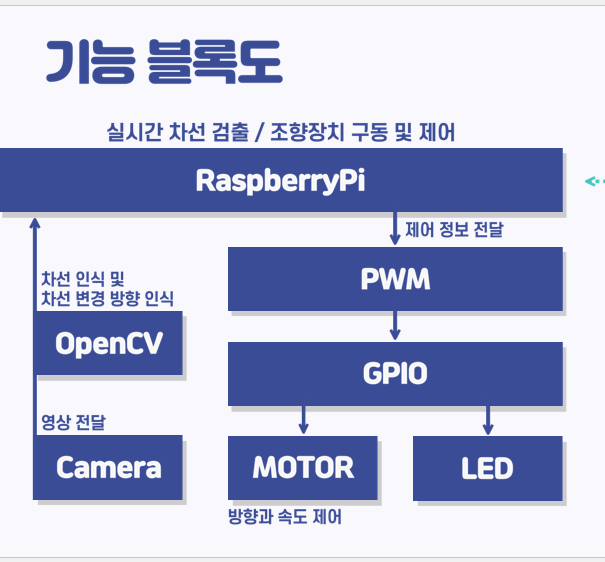 기능 블록도
실시간 차선 검출 / 조향장치 구동 및 제어
RaspberryPi
제어 정보 전달
PWM
차선 인식 및
차선 변경 방향 인식
OpenCV
GPIO
영상 전달
Camera
MOTOR
LED
방향과 속도 제어